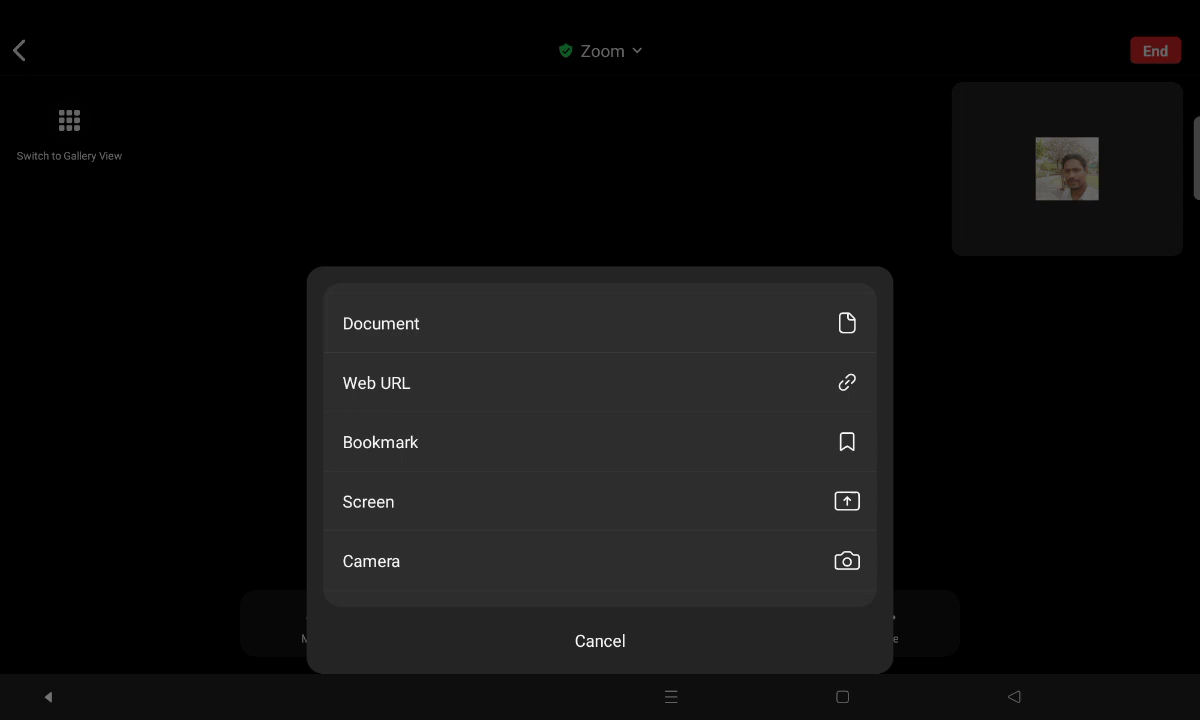 Zoom
End
Switch to Gallery View
Document
Web URL
Bookmark
Screen
Camera
Cancel